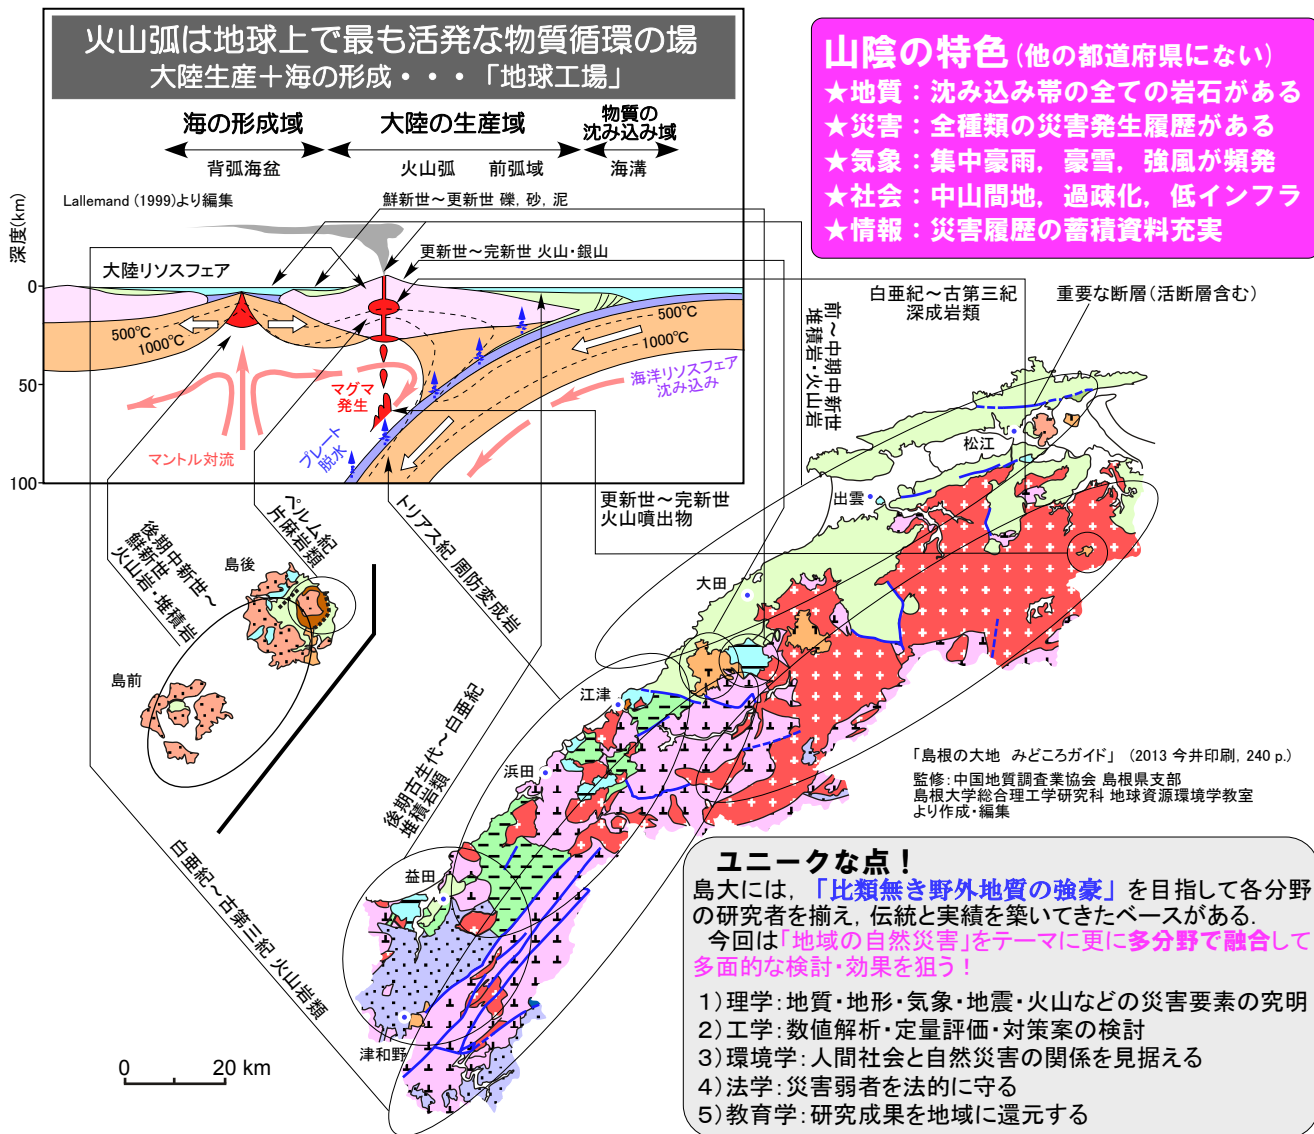 火山弧は地球上で最も活発な物質循環の場
大陸生産＋海の形成・・・「地球工場」
海の形成域
大陸の生産域
物質の
沈み込み域
背弧海盆
火山弧
前弧域
海溝
Lallemand (1999)より編集
鮮新世～更新世 礫, 砂, 泥
更新世～完新世 火山・銀山
深度(km)
大陸リソスフェア
0
50
100
500℃
1000℃
500℃
1000℃
海洋リソスフェア
沈み込み
マグマ
発生
プレート
脱水
マントル対流
山陰の特色(他の都道府県にない)
★地質：沈み込み帯の全ての岩石がある
★災害：全種類の災害発生履歴がある
★気象：集中豪雨，豪雪，強風が頻発
★社会：中山間地，過疎化，低インフラ
★情報：災害履歴の蓄積資料充実
前～中期中新世
堆積岩・火山岩
白亜紀～古第三紀
深成岩類
重要な断層(活断層含む)
更新世～完新世
火山噴出物
トリアス紀 周防変成岩
ペルム紀
片麻岩類
後期中新世～
鮮新世
火山岩・堆積岩
後期古生代～白亜紀
堆積岩類
白亜紀～古第三紀 火山岩類
島後
島前
松江
出雲
大田
江津
浜田
益田
津和野
0
20 km
「島根の大地 みどころガイド」 (2013 今井印刷, 240 p.)
監修：中国地質調査業協会 島根県支部
島根大学総合理工学研究科 地球資源環境学教室
より作成・編集
ユニークな点！
島大には，「比類無き野外地質の強豪」を目指して各分野
の研究者を揃え，伝統と実績を築いてきたベースがある．
今回は「地域の自然災害」をテーマに更に多分野で融合して
多面的な検討・効果を狙う！
1)理学：地質・地形・気象・地震・火山などの災害要素の究明
2)工学：数値解析・定量評価・対策案の検討
3)環境学：人間社会と自然災害の関係を見据える
4)法学：災害弱者を法的に守る
5)教育学：研究成果を地域に還元する